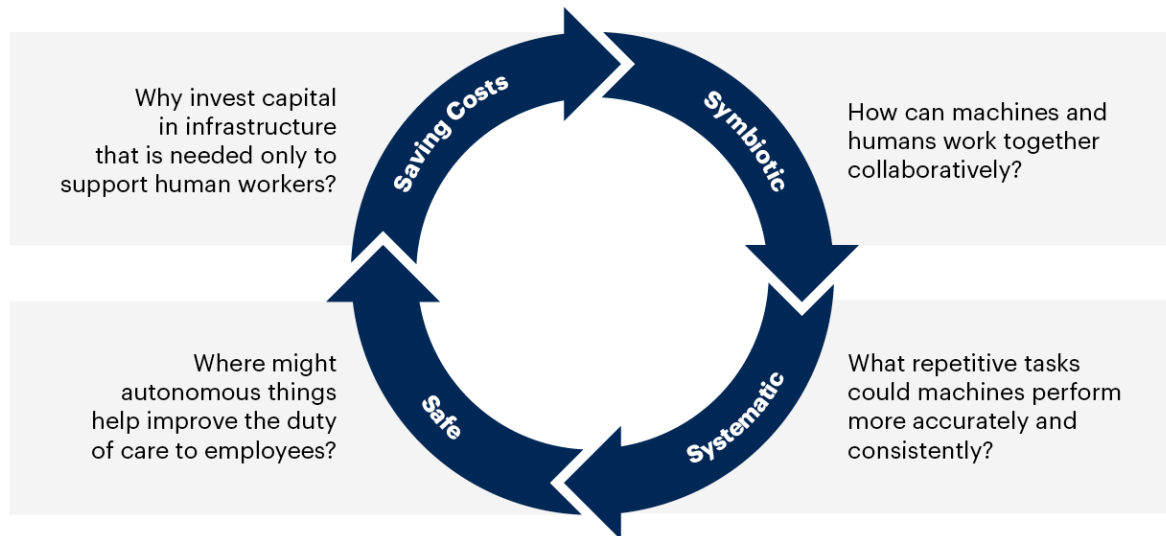 Why invest capital
in infrastructure
that is needed only to
support human workers?
Saving Costs
Symbiotic
How can machines and
humans work together
collaboratively?
Where might
autonomous things
help improve the duty
of care to employees?
Safe
Systematic
What repetitive tasks
could machines perform
more accurately and
consistently?